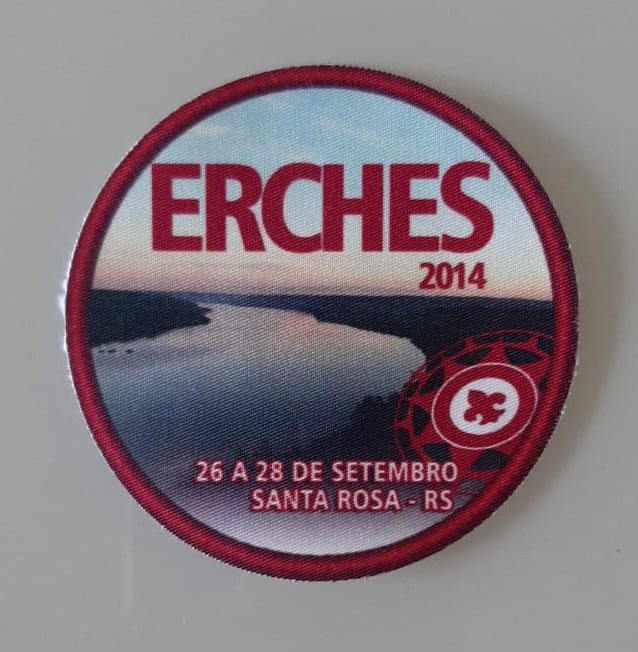 ERCHES
2014
26 A 28 DE SETEMBRO
SANTA ROSA - RS